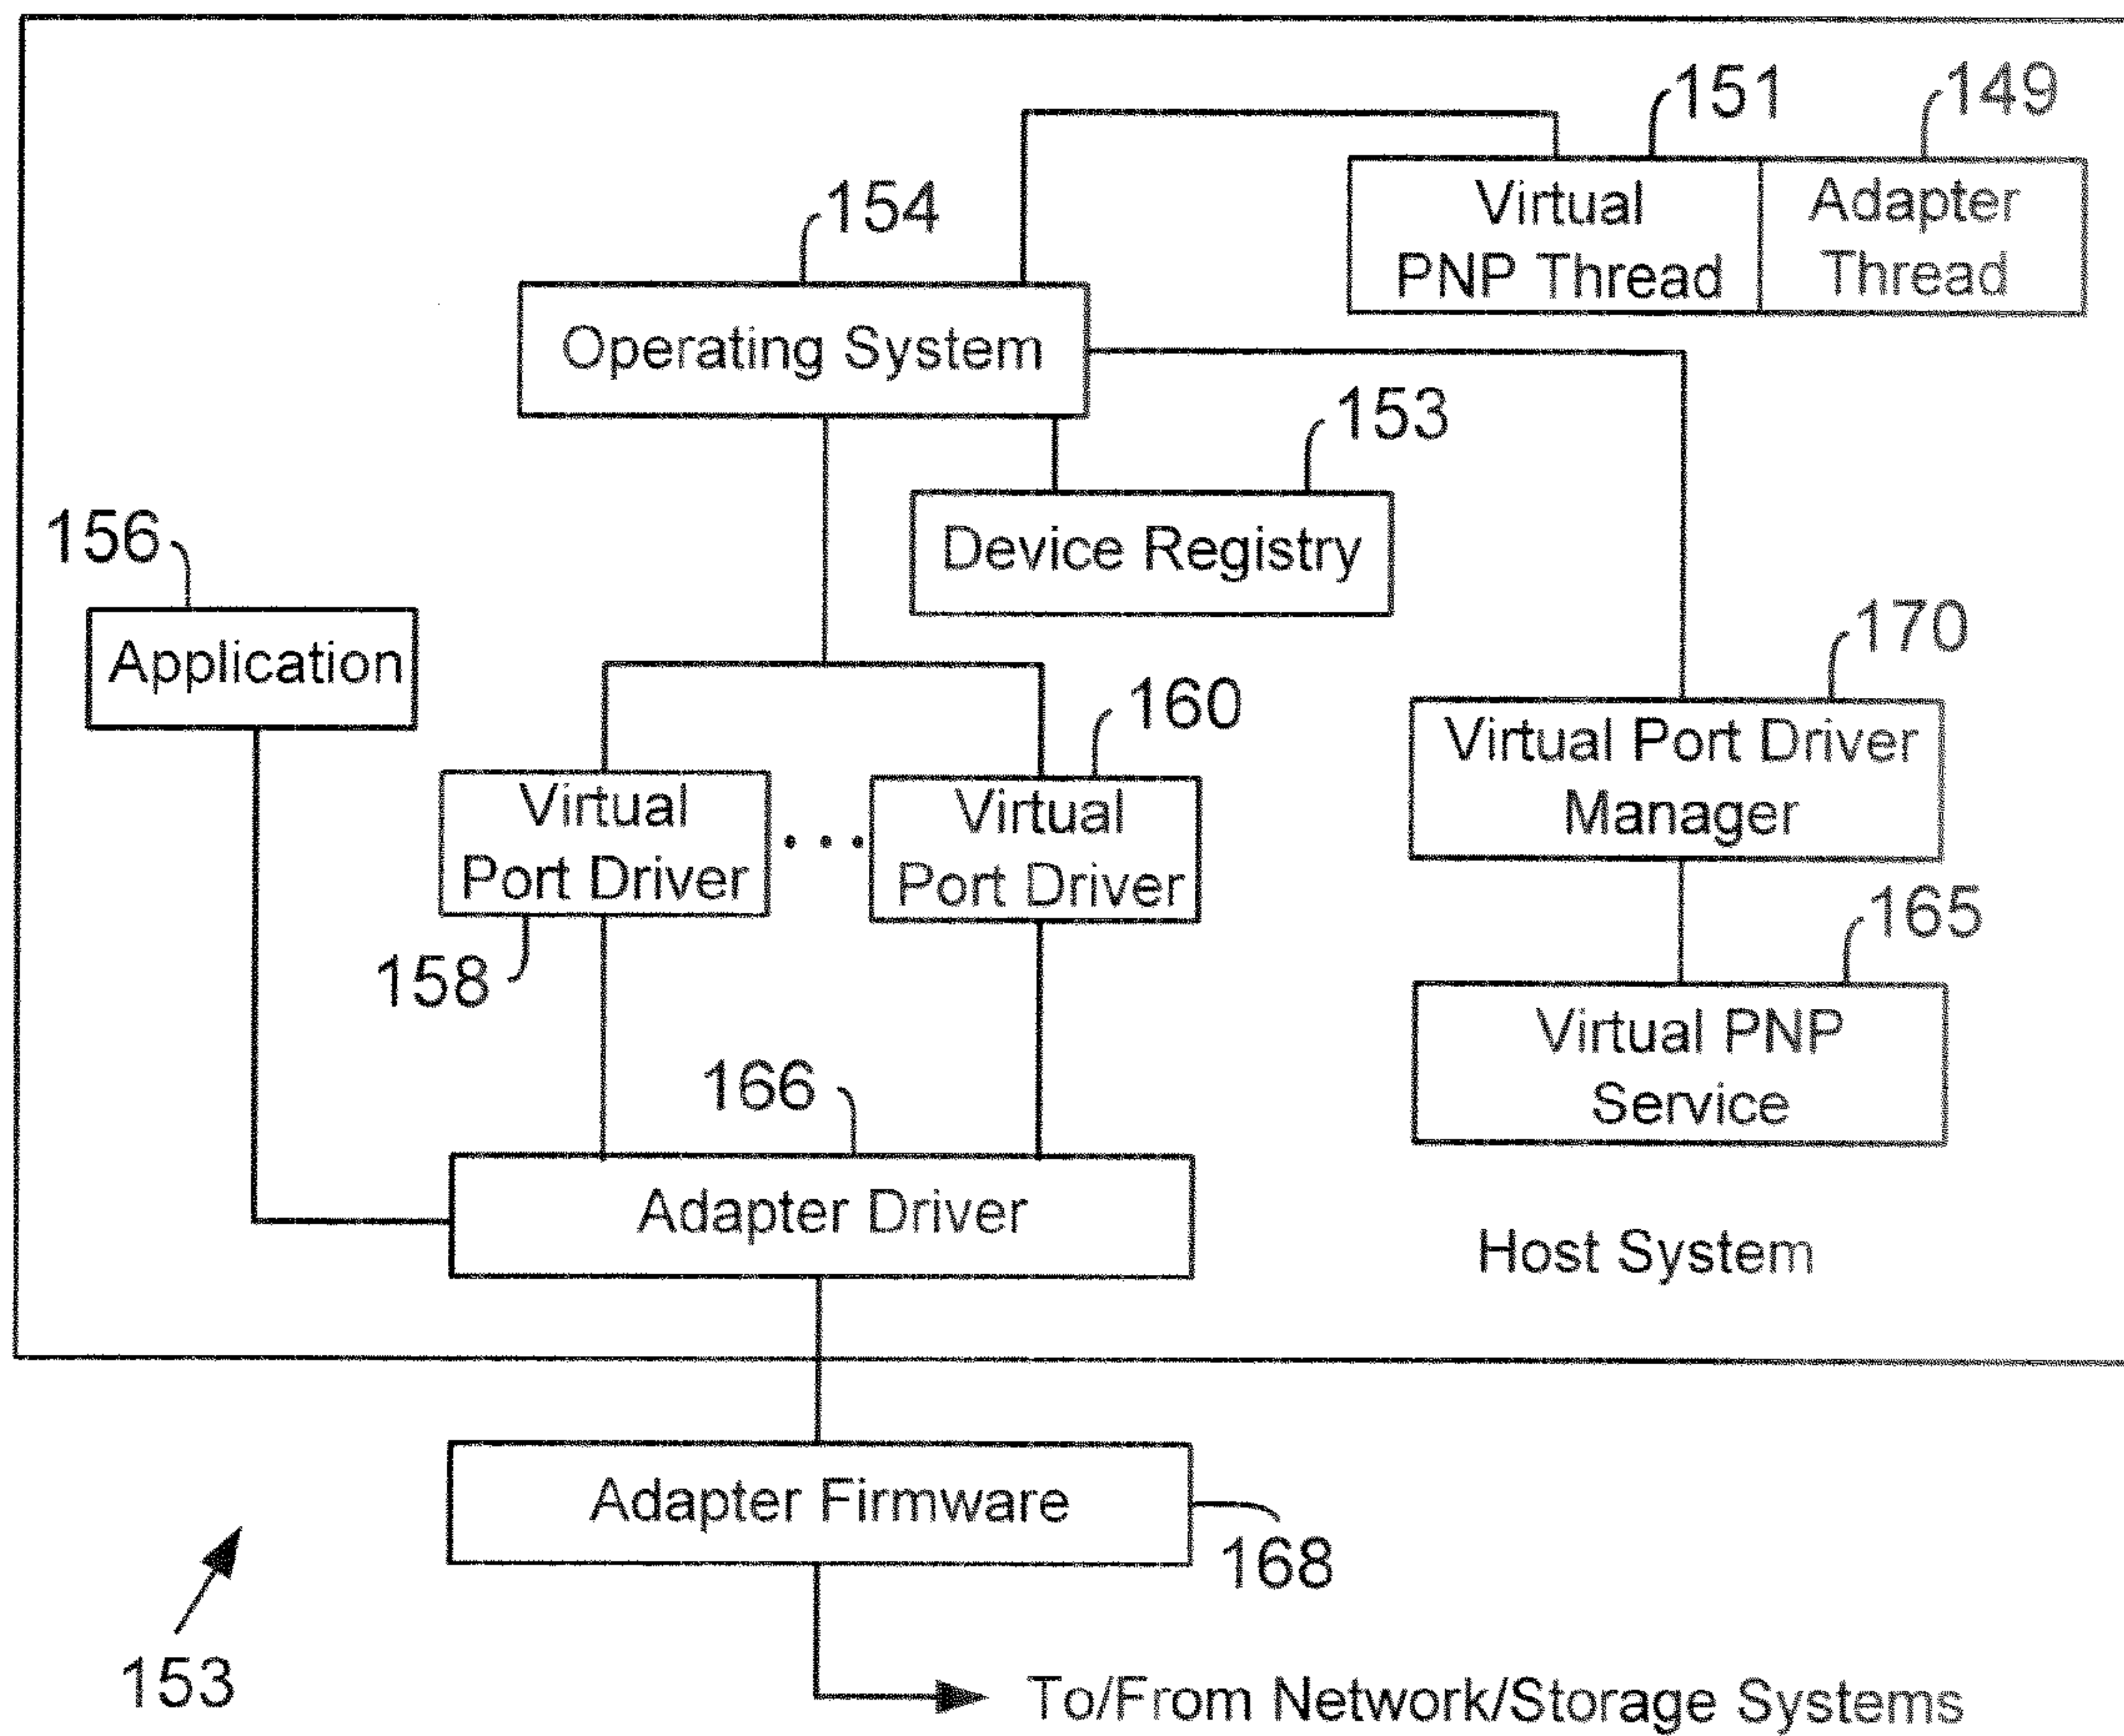 151
149
Virtual
PNP Thread
Adapter
Thread
154
Operating System
153
Device Registry
156
Application
170
Virtual Port Driver
Manager
160
Virtual
Port Driver
Virtual
Port Driver
158
165
Virtual PNP
Service
166
Adapter Driver
Host System
Adapter Firmware
168
153
To/From Network/Storage Systems